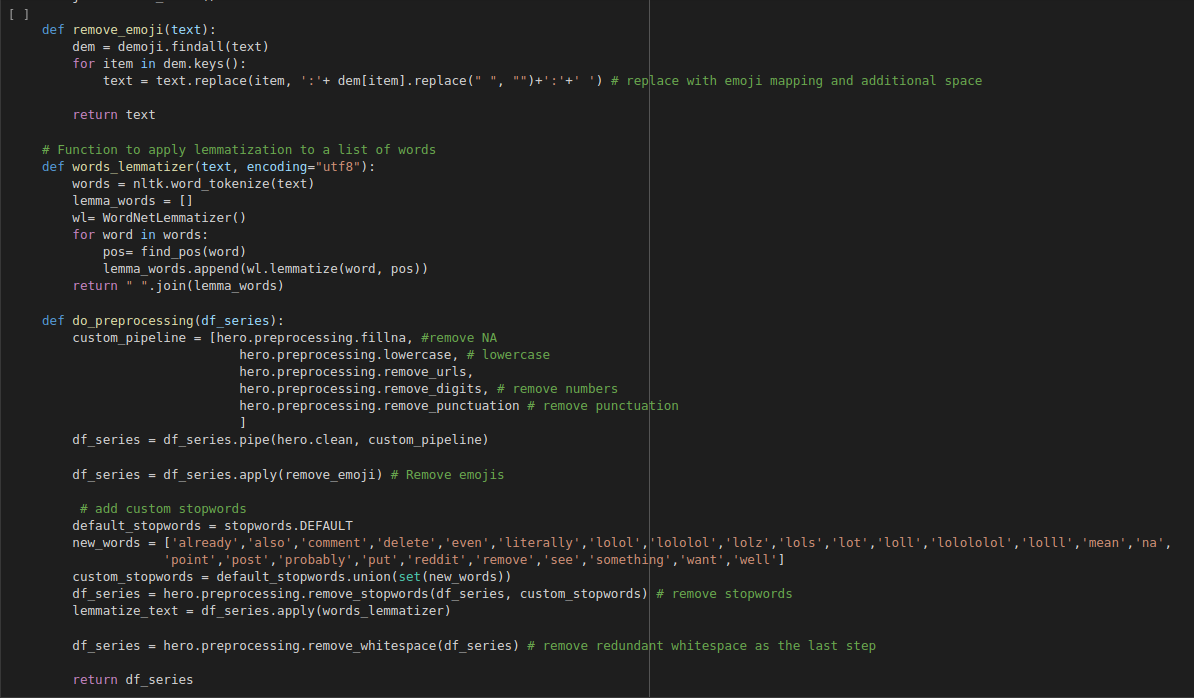 [ ]
def remove_emoji(text):
    dem = demoji.findall(text)
    for item in dem.keys():
        text = text.replace(item, ':'+ dem[item].replace(" ", "")+':'+' ') # replace with emoji mapping and additional space

    return text

# Function to apply lemmatization to a list of words
def words_lemmatizer(text, encoding="utf8"):
    words = nltk.word_tokenize(text)
    lemma_words = []
    wl= WordNetLemmatizer()
    for word in words:
        pos= find_pos(word)
        lemma_words.append(wl.lemmatize(word, pos))
    return " ".join(lemma_words)

def do_preprocessing(df_series):
    custom_pipeline = [hero.preprocessing.fillna, #remove NA
                          hero.preprocessing.lowercase, # lowercase
                          hero.preprocessing.remove_urls,
                          hero.preprocessing.remove_digits, # remove numbers
                          hero.preprocessing.remove_punctuation # remove punctuation
                          ]
    df_series = df_series.pipe(hero.clean, custom_pipeline)

    df_series = df_series.apply(remove_emoji) # Remove emojis

     # add custom stopwords
    default_stopwords = stopwords.DEFAULT
    new_words = ['already','also','comment','delete','even','literally','lolol','lololol','lolz','lols','lot','loll','lolololol','lolll','mean','na',
                'point','post','probably','put','reddit','remove','see','something','want','well']
    custom_stopwords = default_stopwords.union(set(new_words))
    df_series = hero.preprocessing.remove_stopwords(df_series, custom_stopwords) # remove stopwords
    lemmatize_text = df_series.apply(words_lemmatizer)

    df_series = hero.preprocessing.remove_whitespace(df_series) # remove redundant whitespace as the last step

    return df_series